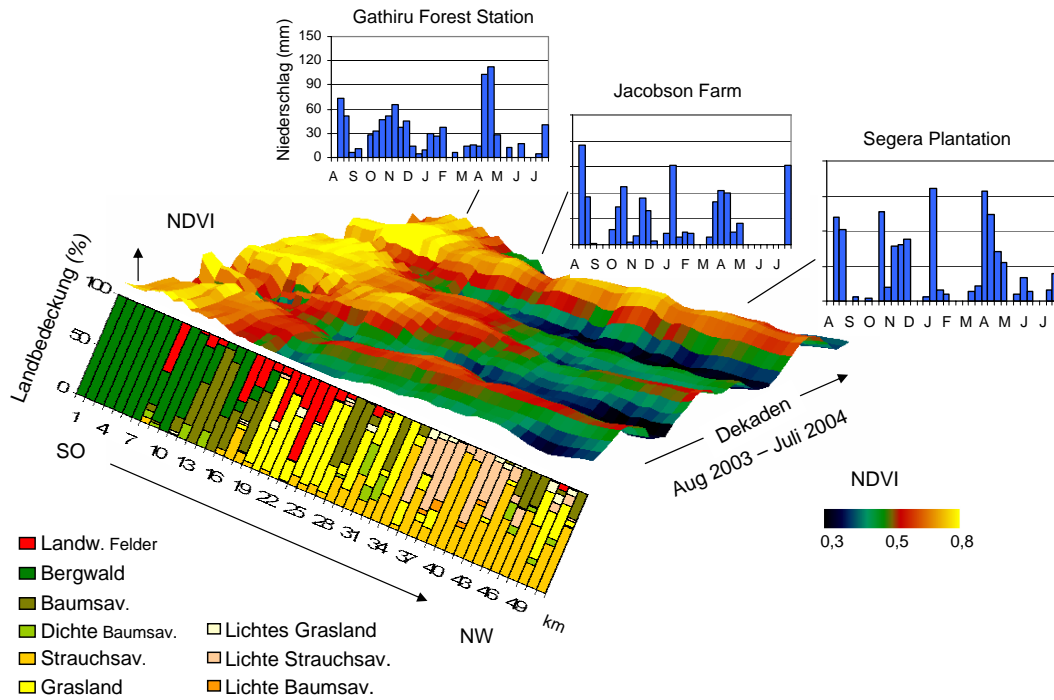 Gathiru Forest Station
Niederschlag (mm)
150
120
90
60
30
0
A S O N D J F M A M J J
Jacobson Farm
A S O N D J F M A M J J
Segera Plantation
A S O N D J F M A M J J
NDVI
Landbedeckung (%)
100
50
0
1 4 7 10 13 16 19 22 25 28 31 34 37 40 43 46 49 km
SO
NW
Dekaden
Aug 2003 – Juli 2004
NDVI
0,3 0,5 0,8
Landw. Felder
Bergwald
Baumsav.
Dichte Baumsav.
Strauchsav.
Grasland
Lichtes Grasland
Lichte Strauchsav.
Lichte Baumsav.